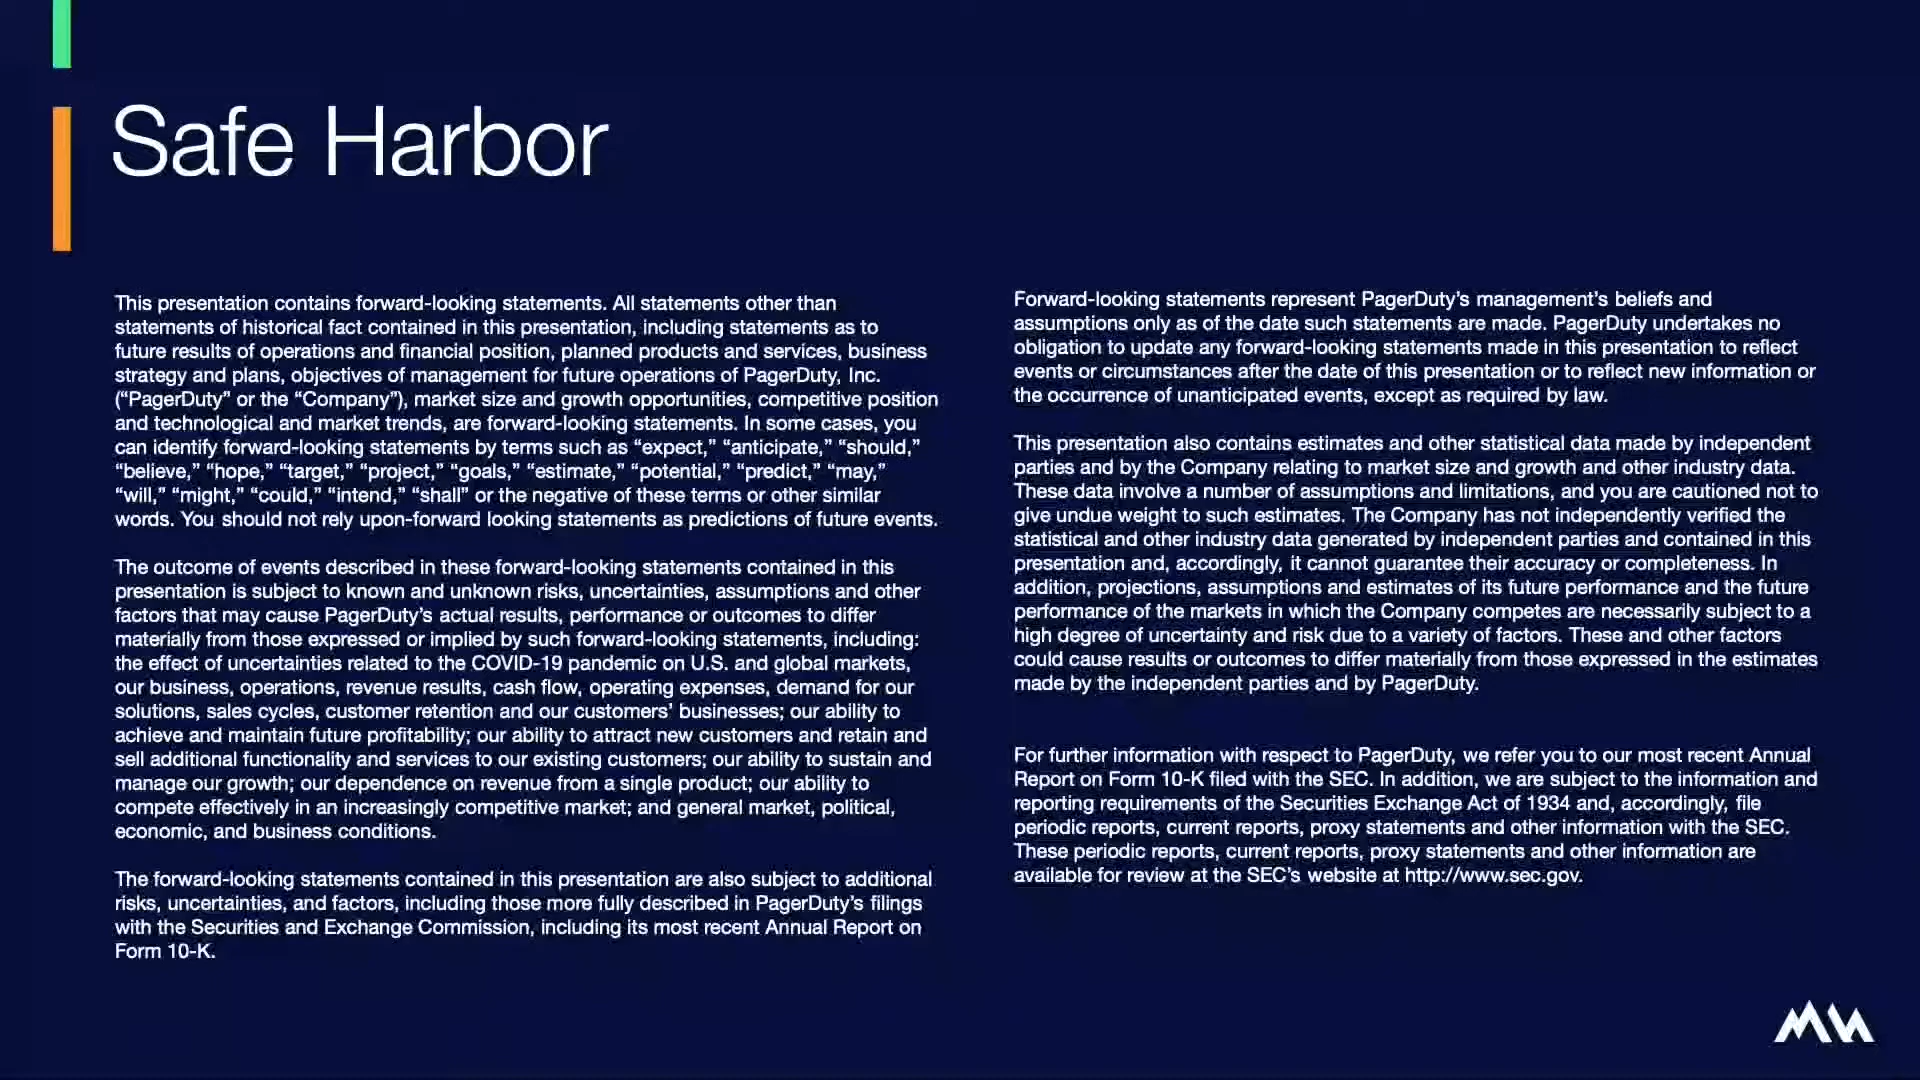 Safe Harbor
This presentation contains forward-looking statements. All statements other than
statements of historical fact contained in this presentation, including statements as to
future results of operations and financial position, planned products and services, business
strategy and plans, objectives of management for future operations of PagerDuty, Inc.
(“PagerDuty” or the “Company”), market size and growth opportunities, competitive position
and technological and market trends, are forward-looking statements. In some cases, you
can identify forward-looking statements by terms such as “expect,” “anticipate,” “should,”
“believe,” “hope,” “target,” “project,” “goals,” “estimate,” “potential,” “predict,” “may,”
“will,” “might,” “could,” “intend,” “shall” or the negative of these terms or other similar
words. You should not rely upon-forward looking statements as predictions of future events.
The outcome of events described in these forward-looking statements contained in this
presentation is subject to known and unknown risks, uncertainties, assumptions and other
factors that may cause PagerDuty’s actual results, performance or outcomes to differ
materially from those expressed or implied by such forward-looking statements, including:
the effect of uncertainties related to the COVID-19 pandemic on U.S. and global markets,
our business, operations, revenue results, cash flow, operating expenses, demand for our
solutions, sales cycles, customer retention and our customers’ businesses; our ability to
achieve and maintain future profitability; our ability to attract new customers and retain and
sell additional functionality and services to our existing customers; our ability to sustain and
manage our growth; our dependence on revenue from a single product; our ability to
compete effectively in an increasingly competitive market; and general market, political,
economic, and business conditions.
The forward-looking statements contained in this presentation are also subject to additional
risks, uncertainties, and factors, including those more fully described in PagerDuty’s filings
with the Securities and Exchange Commission, including its most recent Annual Report on
Form 10-K.
Forward-looking statements represent PagerDuty’s management’s beliefs and
assumptions only as of the date such statements are made. PagerDuty undertakes no
obligation to update any forward-looking statements made in this presentation to reflect
events or circumstances after the date of this presentation or to reflect new information or
the occurrence of unanticipated events, except as required by law.
This presentation also contains estimates and other statistical data made by independent
parties and by the Company relating to market size and growth and other industry data.
These data involve a number of assumptions and limitations, and you are cautioned not to
give undue weight to such estimates. The Company has not independently verified the
statistical and other industry data generated by independent parties and contained in this
presentation and, accordingly, it cannot guarantee their accuracy or completeness. In
addition, projections, assumptions and estimates of its future performance and the future
performance of the markets in which the Company competes are necessarily subject to a
high degree of uncertainty and risk due to a variety of factors. These and other factors
could cause results or outcomes to differ materially from those expressed in the estimates
made by the independent parties and by PagerDuty.
For further information with respect to PagerDuty, we refer you to our most recent Annual
Report on Form 10-K filed with the SEC. In addition, we are subject to the information and
reporting requirements of the Securities Exchange Act of 1934 and, accordingly, file
periodic reports, current reports, proxy statements and other information with the SEC.
These periodic reports, current reports, proxy statements and other information are
available for review at the SEC’s website at http://www.sec.gov.